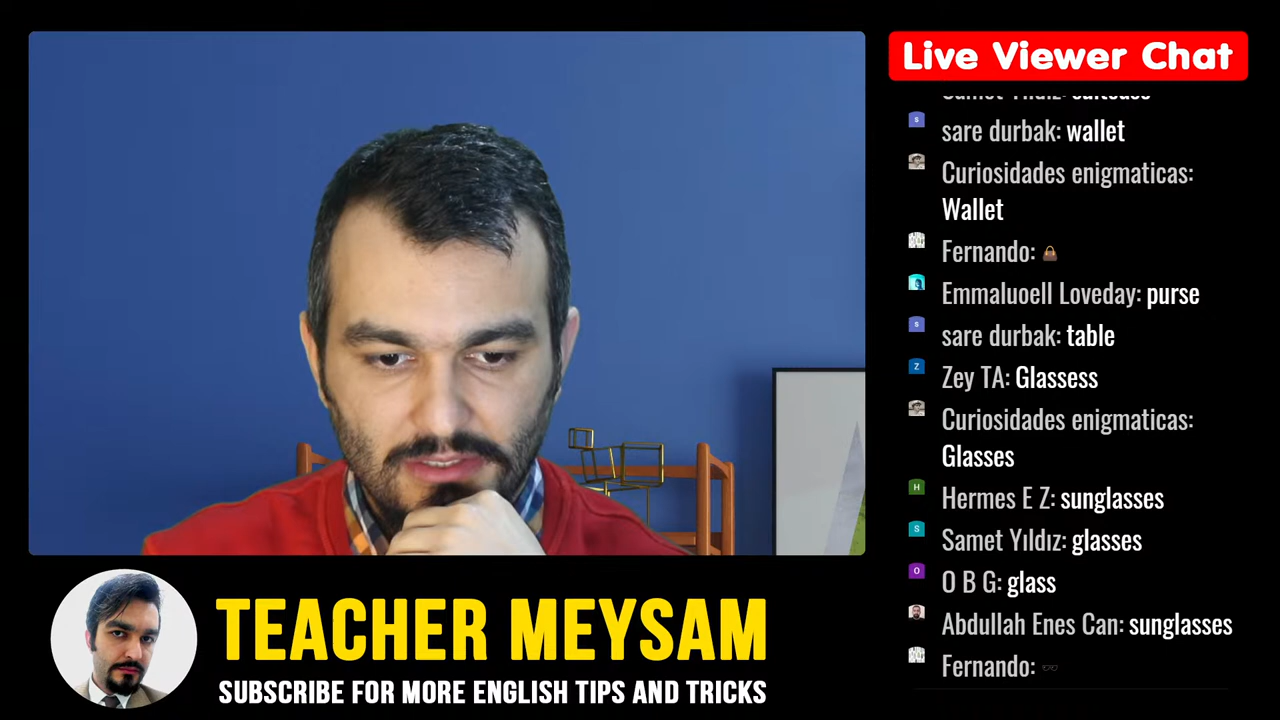 Live Viewer Chat
sare durbak: wallet
Curiosidades enigmaticas:
Wallet
Fernando: 👜
Emmaluoell Loveday: purse
sare durbak: table
Zey TA: Glassess
Curiosidades enigmaticas:
Glasses
Hermes E Z: sunglasses
Samet Yıldız: glasses
O B G: glass
Abdullah Enes Can: sunglasses
Fernando: 👓
TEACHER MEYSAM
SUBSCRIBE FOR MORE ENGLISH TIPS AND TRICKS